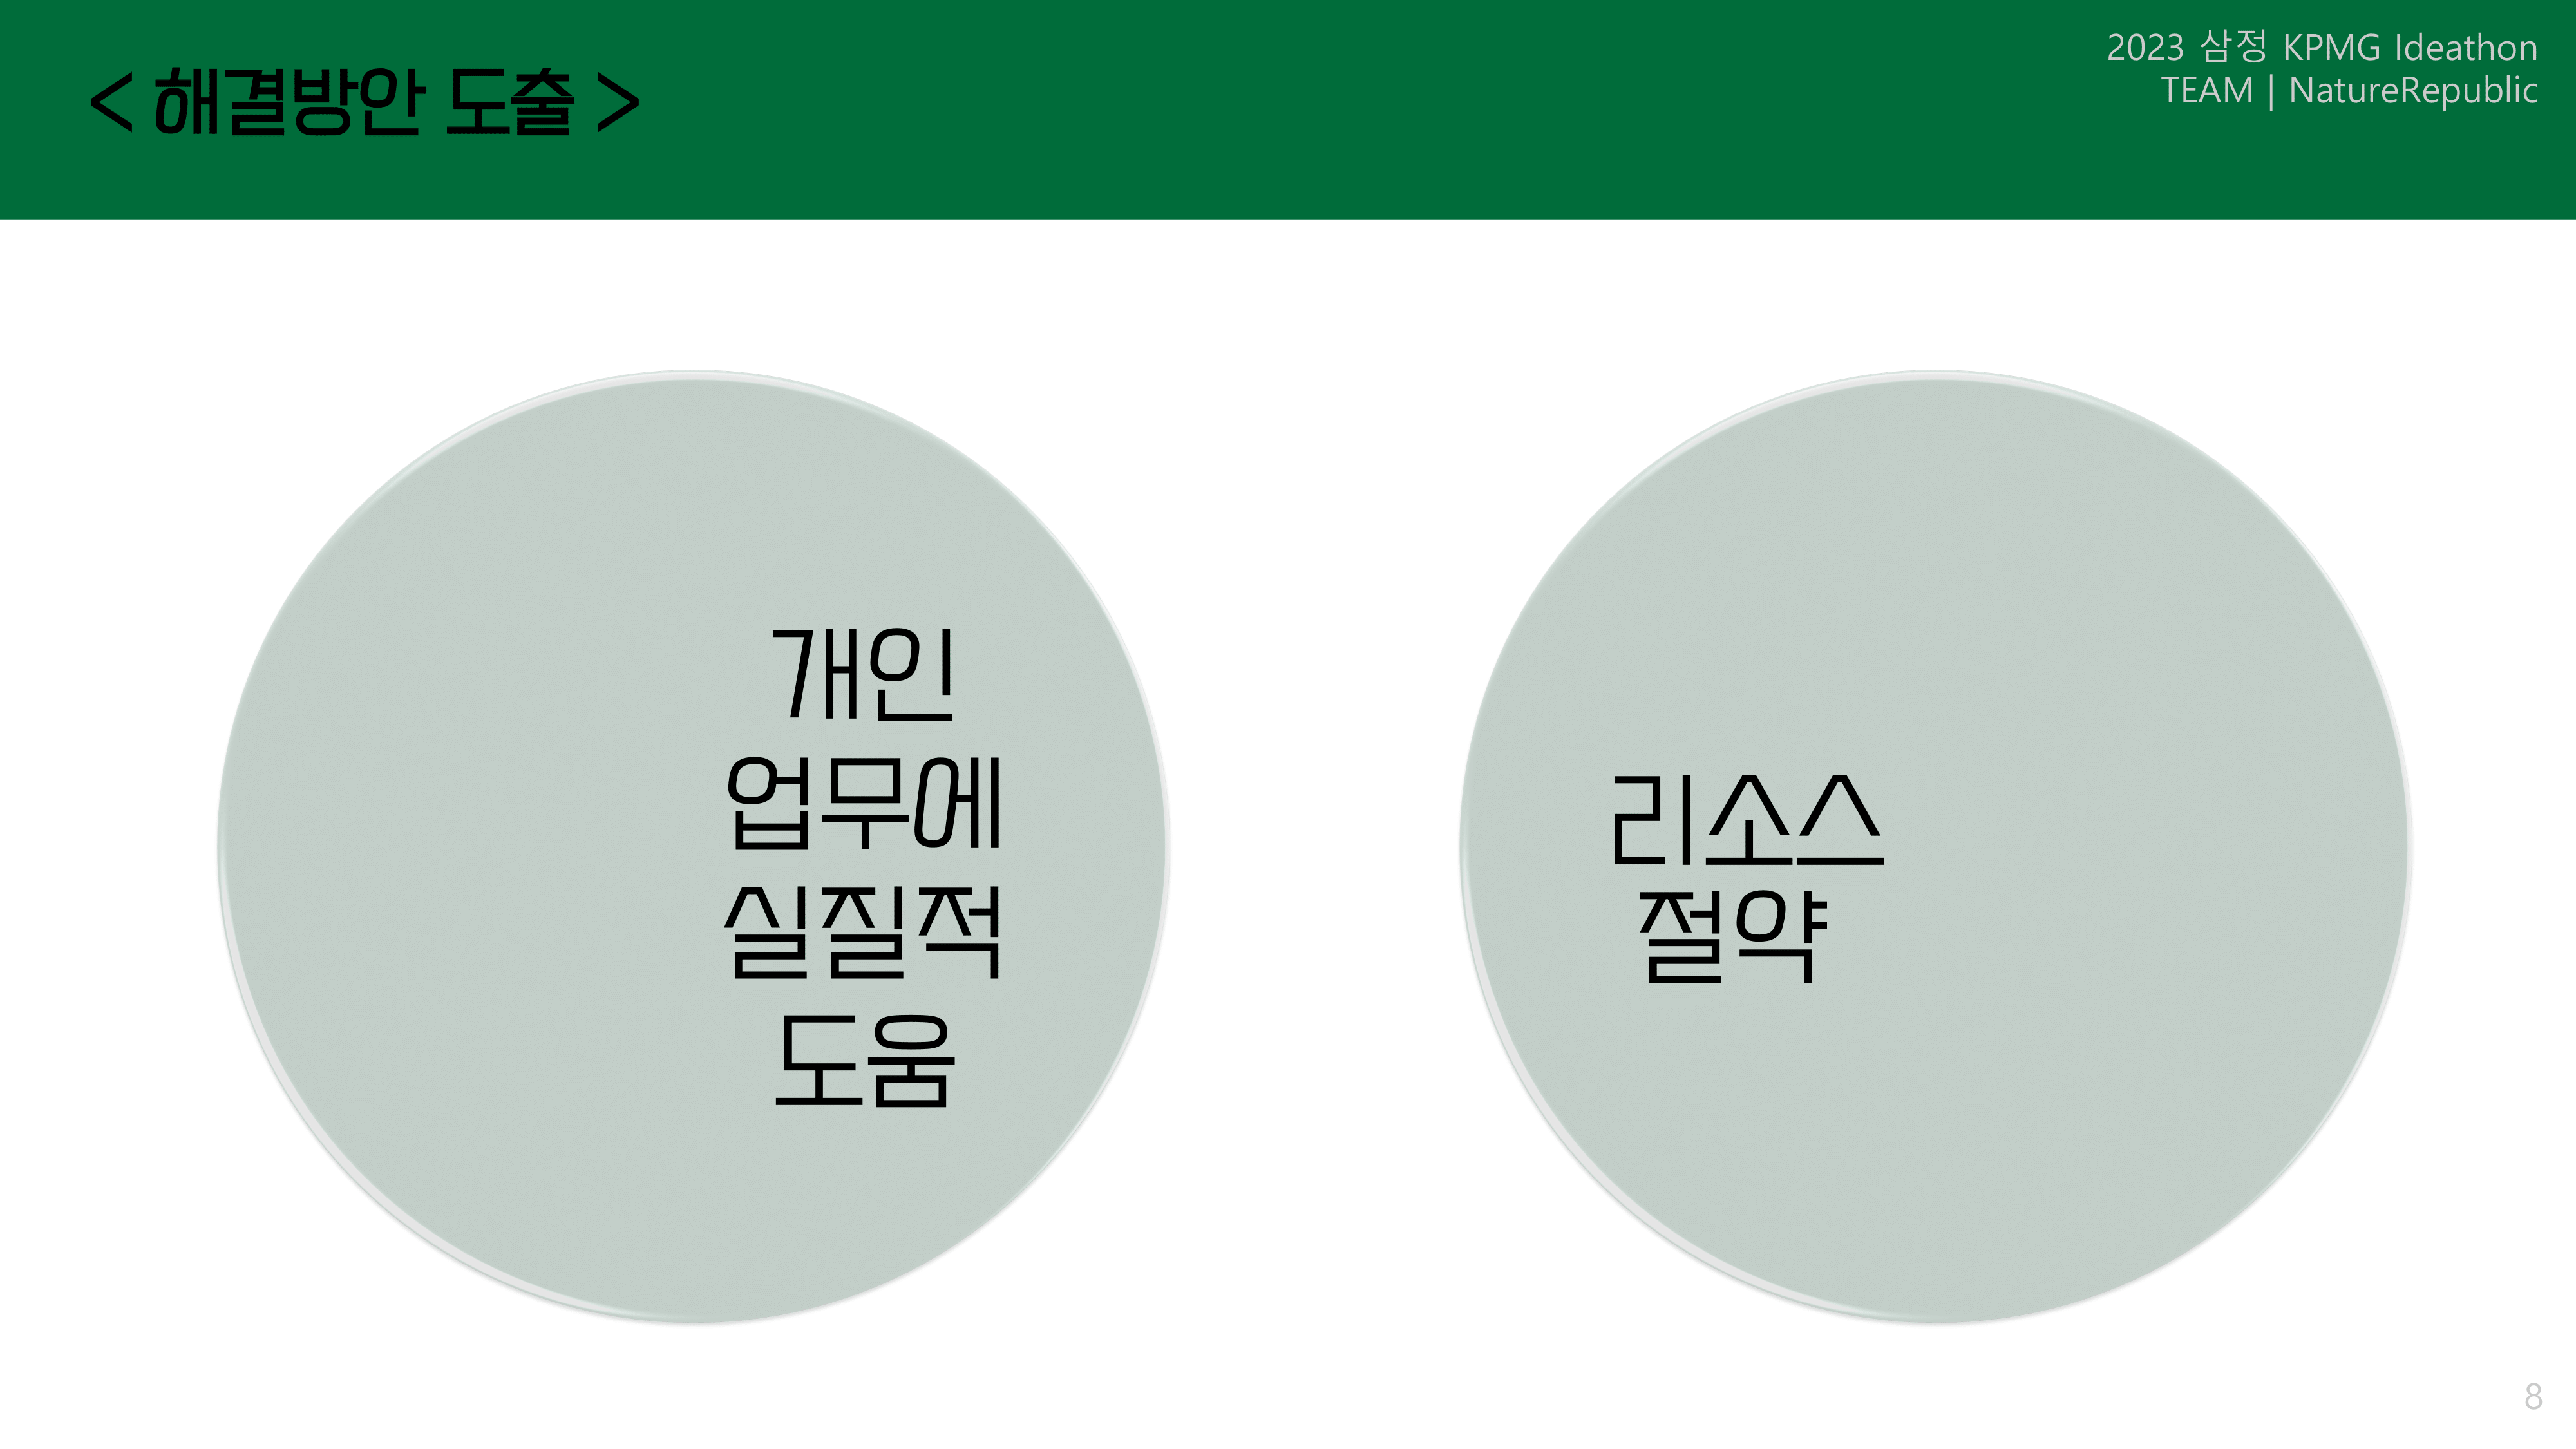 < 해결방안 도출 >
2023 삼정 KPMG Ideathon
TEAM | NatureRepublic
개인
업무에
실질적
도움
리소스
절약
8